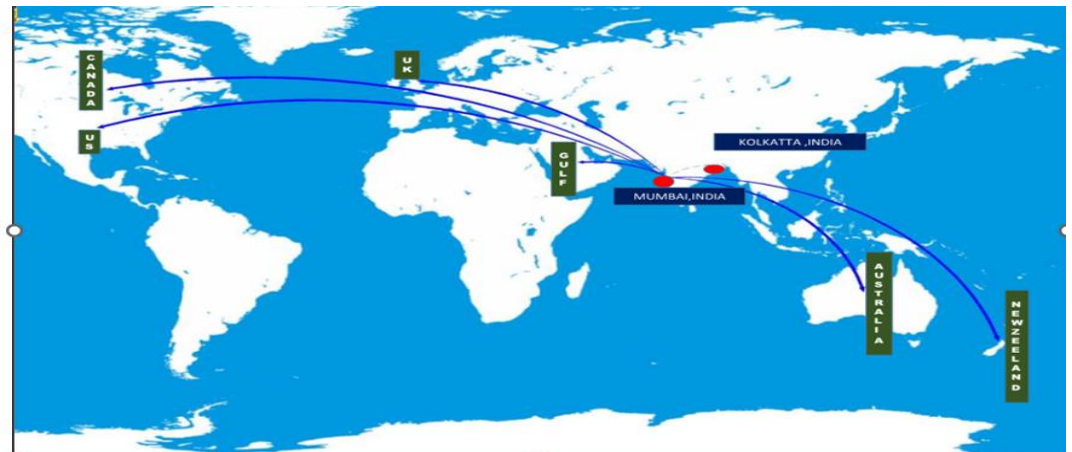 CANADA
UK
US
GULF
KOLKATTA ,INDIA
MUMBAI,INDIA
AUSTRALIA
NEWZEELAND